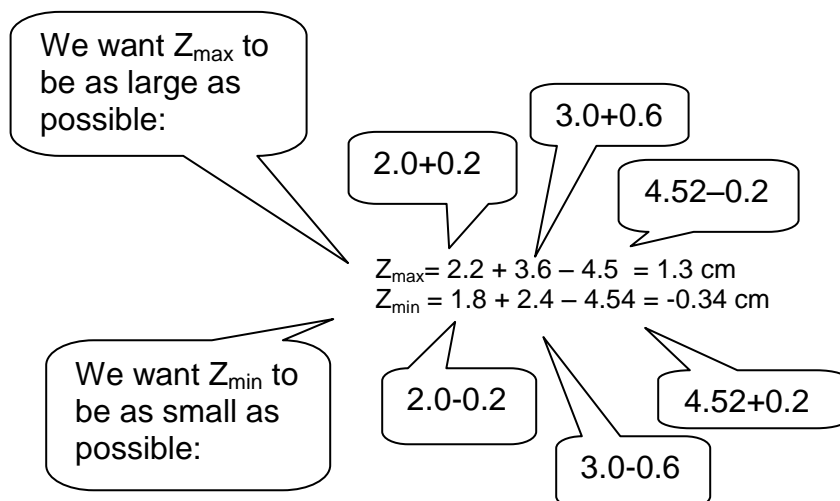 We want Zmax to
be as large as
possible:
3.0+0.6
2.0+0.2
4.52–0.2
Zmax= 2.2 + 3.6 – 4.5 = 1.3 cm
Zmin = 1.8 + 2.4 – 4.54 = -0.34 cm
We want Zmin to
be as small as
possible:
2.0-0.2
4.52+0.2
3.0-0.6